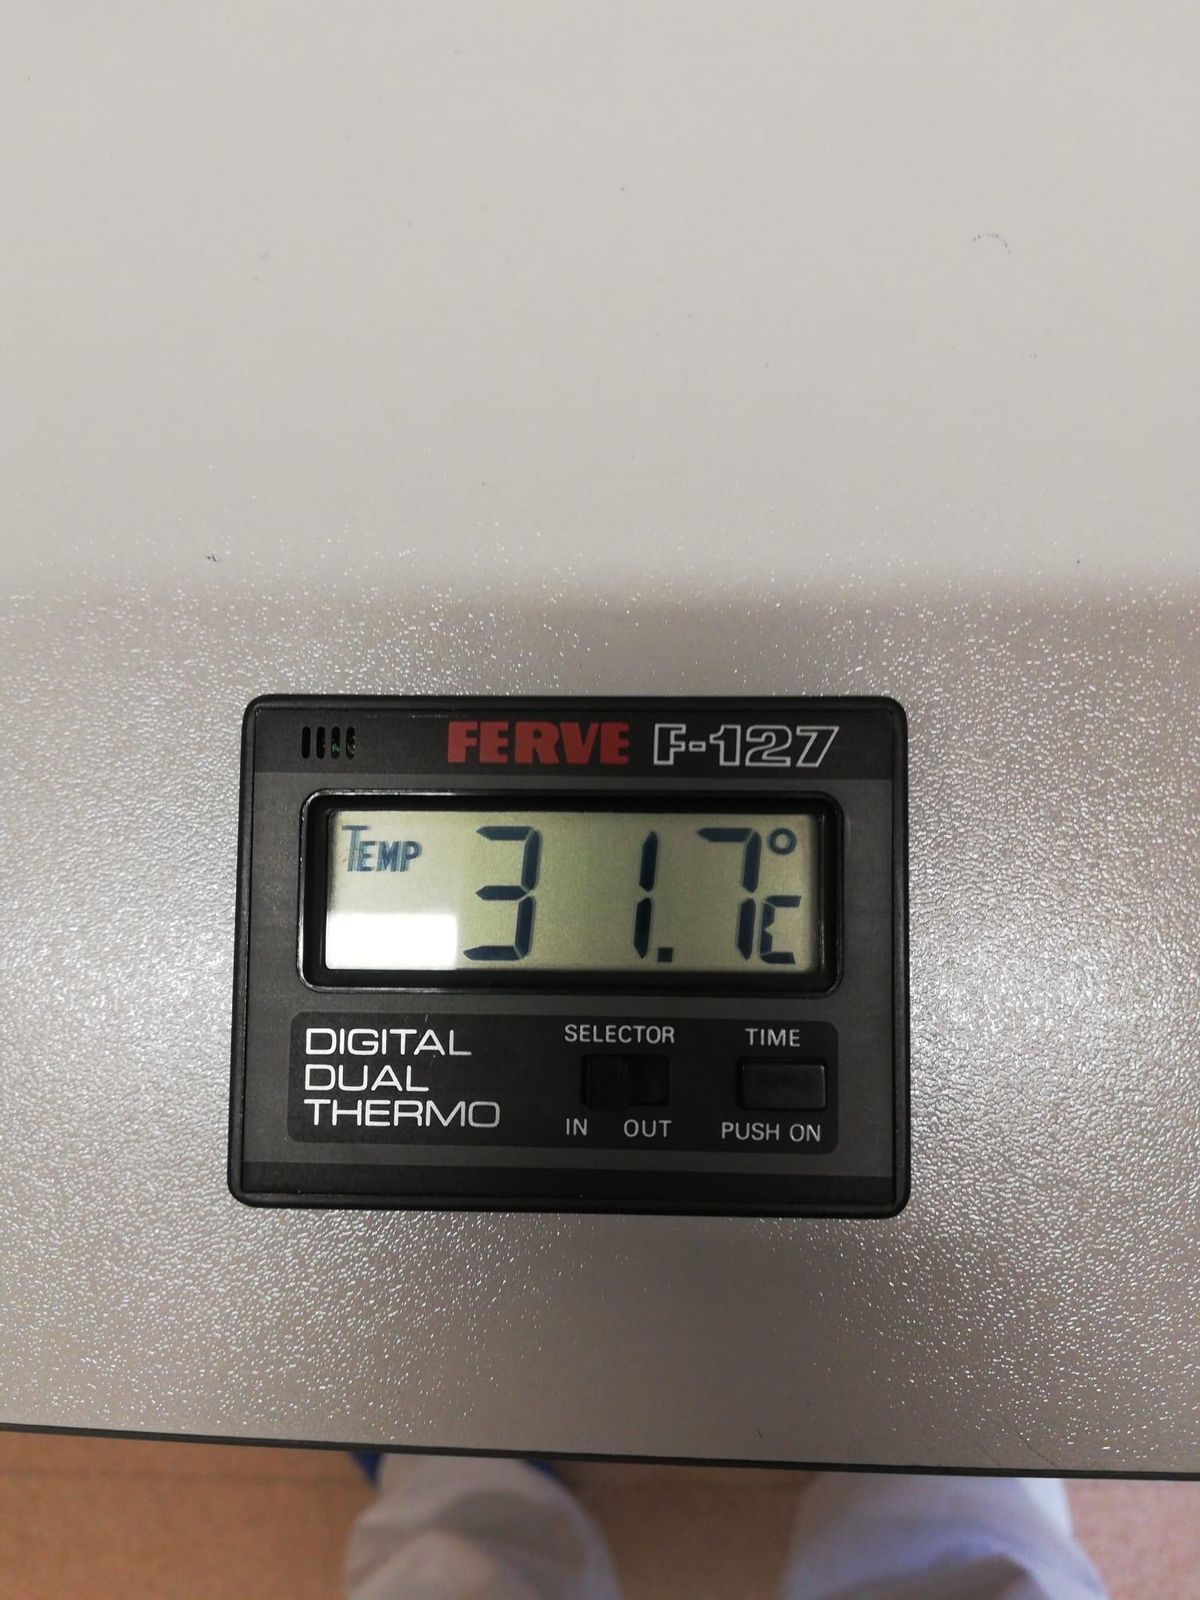 FERVE F-127
TEMP 31.7°C
DIGITAL
DUAL
THERMO
SELECTOR
IN OUT
TIME
PUSH ON